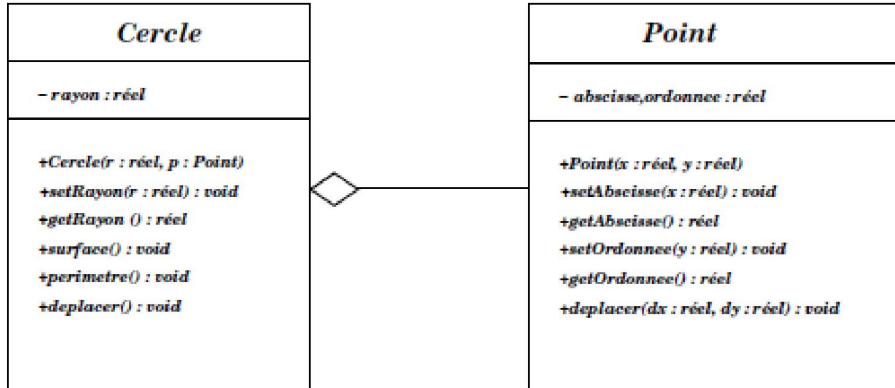 Cercle
– rayon : réel
+Cercle(r : réel, p : Point)
+setRayon(r : réel) : void
+getRayon () : réel
+surface() : void
+perimetre() : void
+deplacer() : void
Point
– abscisse,ordonnee : réel
+Point(x : réel, y : réel)
+setAbscisse(x : réel) : void
+getAbscisse() : réel
+setOrdonnee(y : réel) : void
+getOrdonnee() : réel
+deplacer(dx : réel, dy : réel) : void